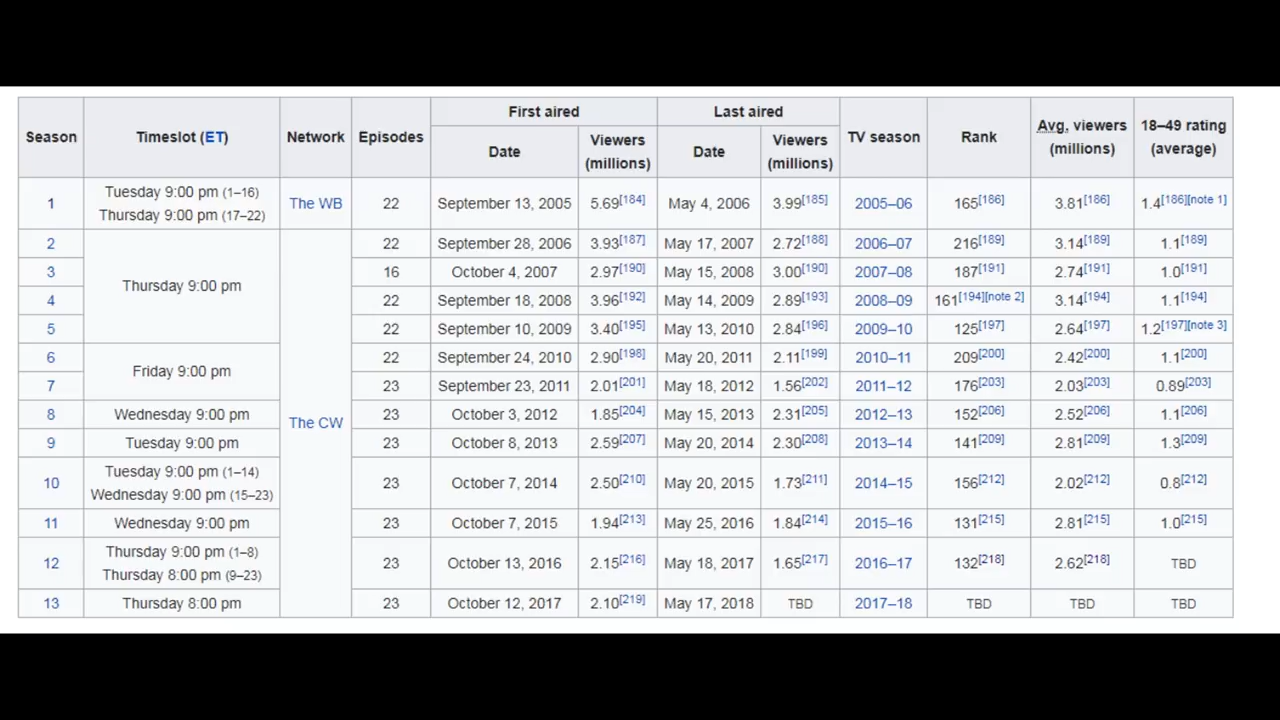 Season Timeslot (ET) Network Episodes First aired Last aired TV season Rank Avg. viewers (millions) 18–49 rating (average)
Date Viewers (millions) Date Viewers (millions)
1 Tuesday 9:00 pm (1–16) Thursday 9:00 pm (17–22) The WB 22 September 13, 2005 5.69[184] May 4, 2006 3.99[185] 2005–06 165[186] 3.81[186] 1.4[186][note 1]
2 Thursday 9:00 pm The CW 22 September 28, 2006 3.93[187] May 17, 2007 2.72[188] 2006–07 216[189] 3.14[189] 1.1[189]
3 16 October 4, 2007 2.97[190] May 15, 2008 3.00[190] 2007–08 187[191] 2.74[191] 1.0[191]
4 22 September 18, 2008 3.96[192] May 14, 2009 2.89[193] 2008–09 161[194][note 2] 3.14[194] 1.1[194]
5 22 September 10, 2009 3.40[195] May 13, 2010 2.84[196] 2009–10 125[197] 2.64[197] 1.2[197][note 3]
6 Friday 9:00 pm 22 September 24, 2010 2.90[198] May 20, 2011 2.11[199] 2010–11 209[200] 2.42[200] 1.1[200]
7 23 September 23, 2011 2.01[201] May 18, 2012 1.56[202] 2011–12 176[203] 2.03[203] 0.89[203]
8 Wednesday 9:00 pm 23 October 3, 2012 1.85[204] May 15, 2013 2.31[205] 2012–13 152[206] 2.52[206] 1.1[206]
9 Tuesday 9:00 pm 23 October 8, 2013 2.59[207] May 20, 2014 2.30[208] 2013–14 141[209] 2.81[209] 1.3[209]
10 Tuesday 9:00 pm (1–14) Wednesday 9:00 pm (15–23) 23 October 7, 2014 2.50[210] May 20, 2015 1.73[211] 2014–15 156[212] 2.02[212] 0.8[212]
11 Wednesday 9:00 pm 23 October 7, 2015 1.94[213] May 25, 2016 1.84[214] 2015–16 131[215] 2.81[215] 1.0[215]
12 Thursday 9:00 pm (1–8) Thursday 8:00 pm (9–23) 23 October 13, 2016 2.15[216] May 18, 2017 1.65[217] 2016–17 132[218] 2.62[218] TBD
13 Thursday 8:00 pm 23 October 12, 2017 2.10[219] May 17, 2018 TBD 2017–18 TBD TBD TBD